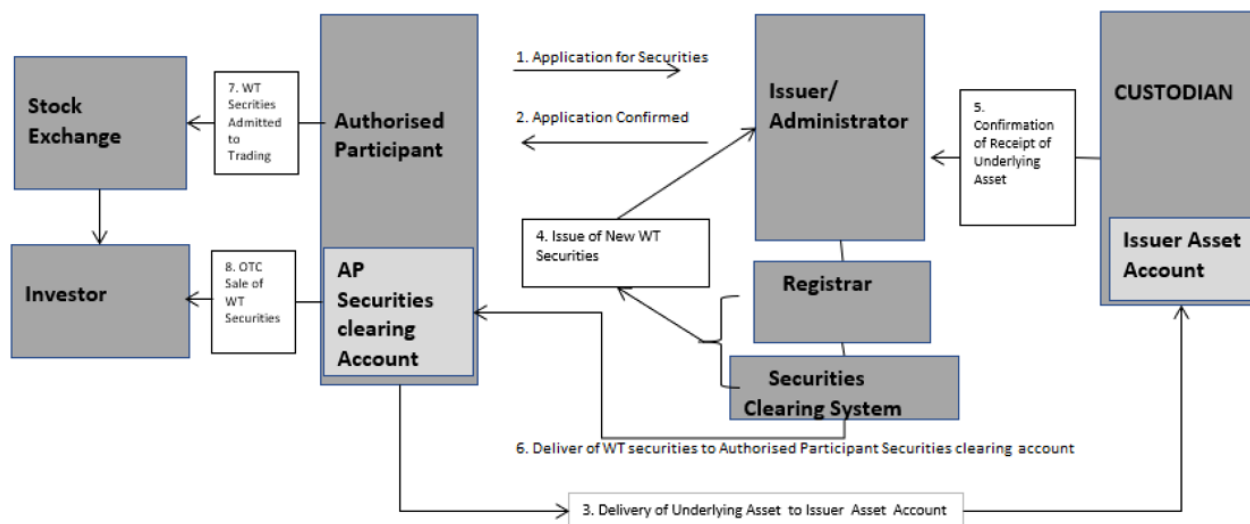 1. Application for Securities
2. Application Confirmed
Stock
Exchange
7. WT
Secrities
Admitted
to
Trading
Authorised
Participant
Issuer/
Administrator
5.
Confirmation
of Receipt of
Underlying
Asset
CUSTODIAN
Issuer Asset
Account
4. Issue of New WT
Securities
Investor
8. OTC
Sale of
WT
Securities
AP
Securities
clearing
Account
Registrar
Securities
Clearing System
6. Deliver of WT securities to Authorised Participant Securities clearing account
3. Delivery of Underlying Asset to Issuer Asset Account